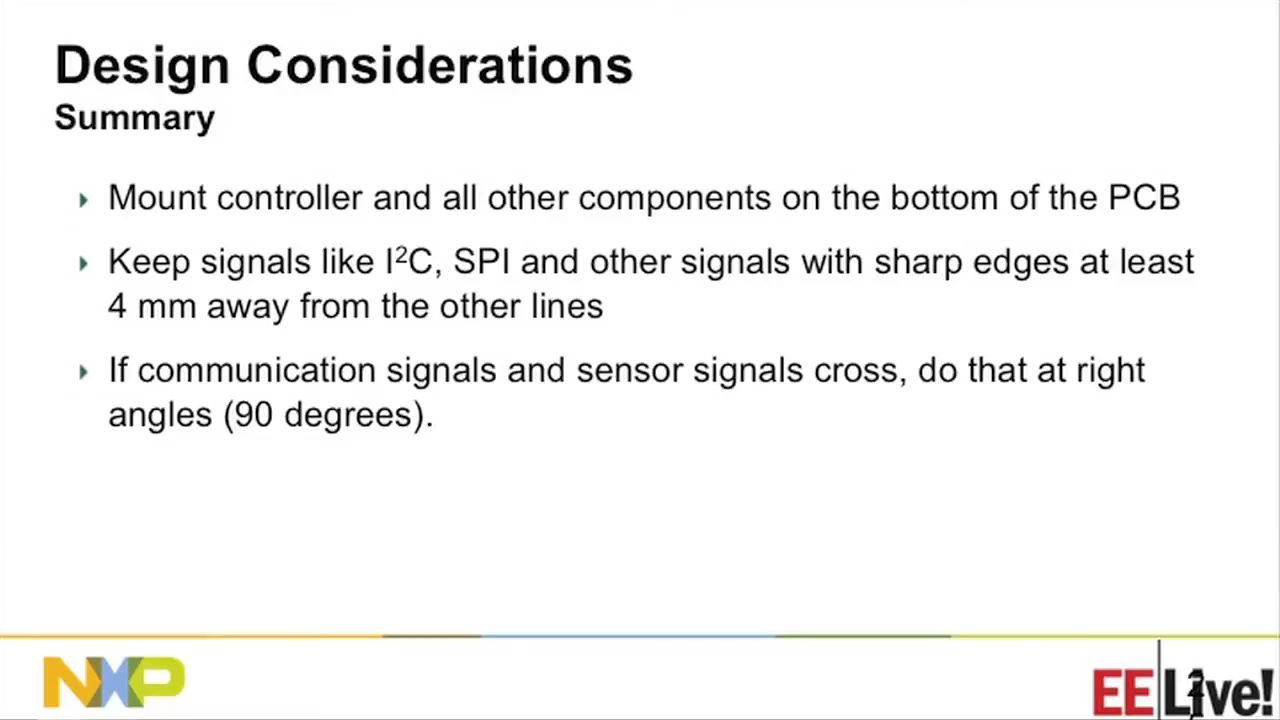 Design Considerations
Summary
Mount controller and all other components on the bottom of the PCB
Keep signals like I²C, SPI and other signals with sharp edges at least
4 mm away from the other lines
If communication signals and sensor signals cross, do that at right
angles (90 degrees).
NXP
EE Live!